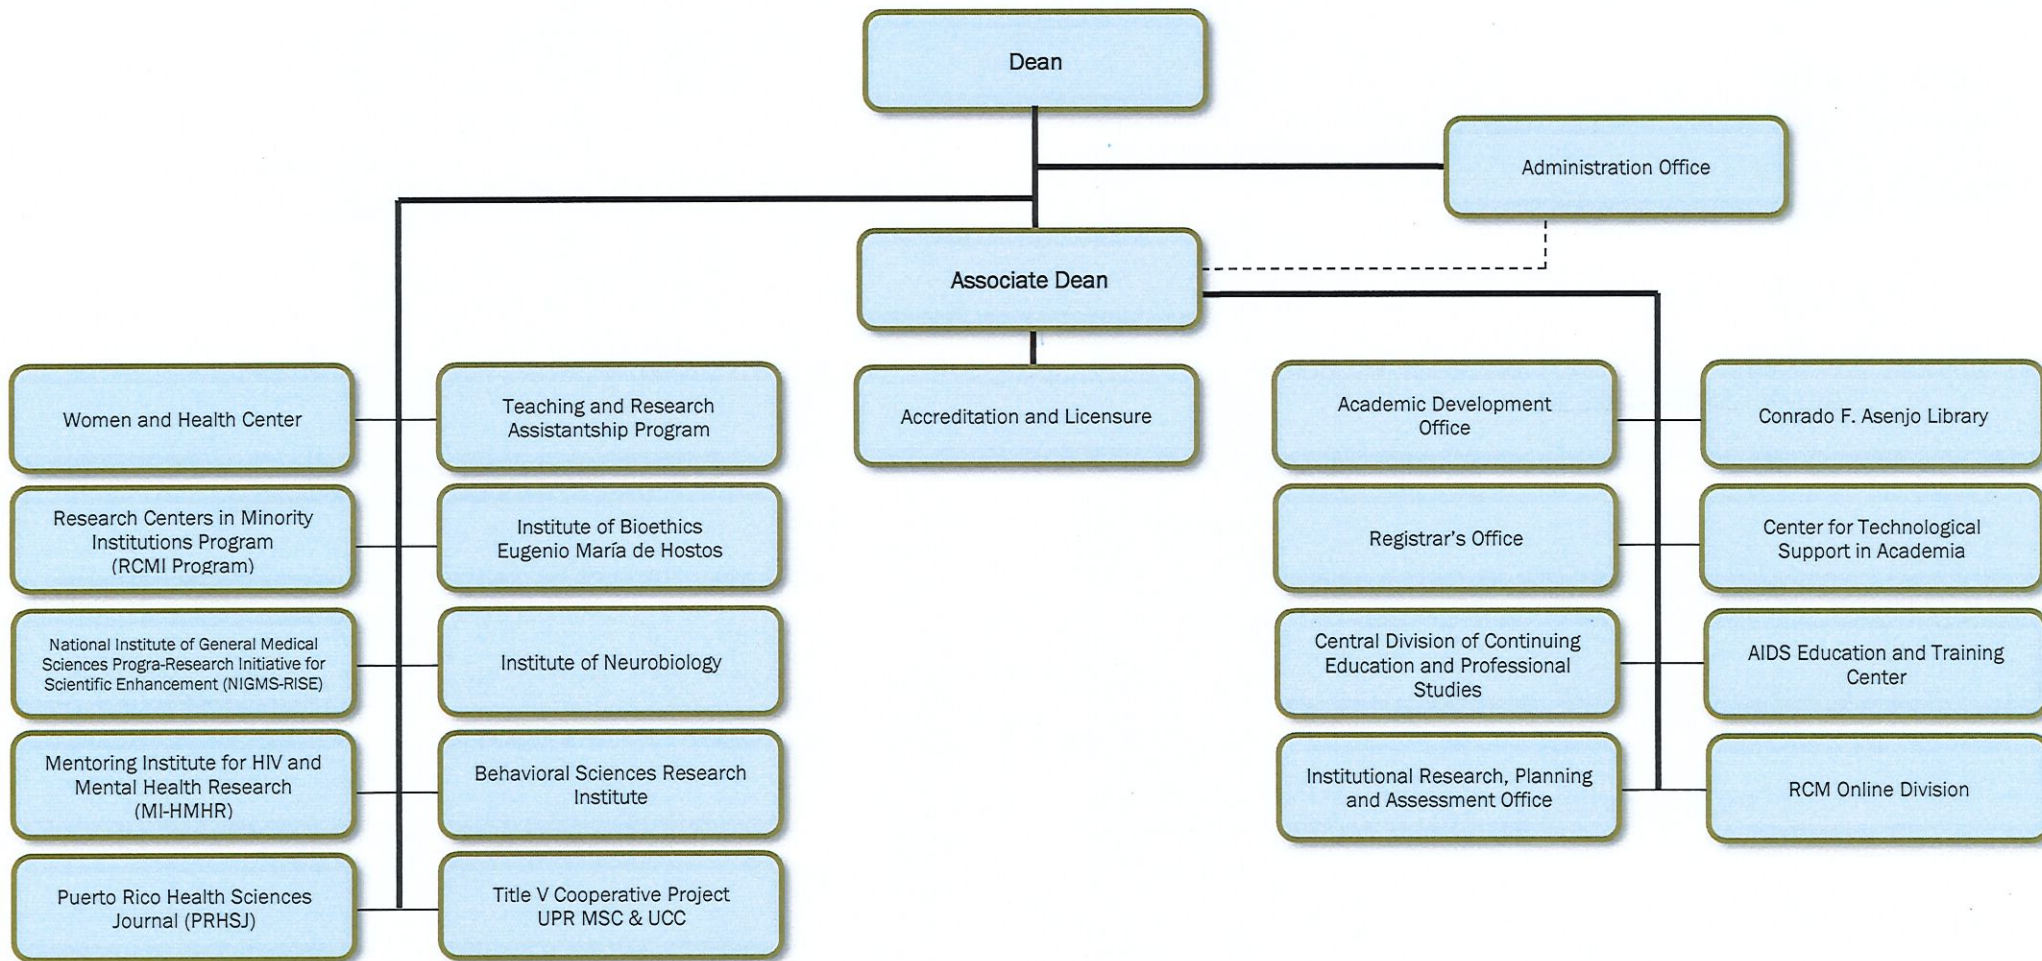 Dean
Administration Office
Associate Dean
Women and Health Center
Teaching and Research
Assistantship Program
Accreditation and Licensure
Academic Development
Office
Conrado F. Asenjo Library
Research Centers in Minority
Institutions Program
(RCMI Program)
Institute of Bioethics
Eugenio María de Hostos
Registrar's Office
Center for Technological
Support in Academia
National Institute of General Medical
Sciences Progra-Research Initiative for
Scientific Enhancement (NIGMS-RISE)
Institute of Neurobiology
Central Division of Continuing
Education and Professional
Studies
AIDS Education and Training
Center
Mentoring Institute for HIV and
Mental Health Research
(MI-HMHR)
Behavioral Sciences Research
Institute
Institutional Research, Planning
and Assessment Office
RCM Online Division
Puerto Rico Health Sciences
Journal (PRHSJ)
Title V Cooperative Project
UPR MSC & UCC